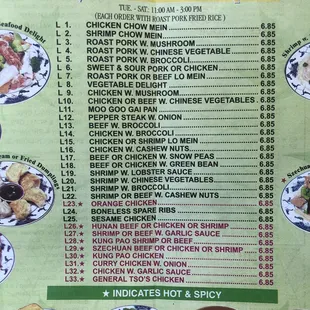 TUE - SAT: 11:00 AM - 3:00 PM
(EACH ORDER WITH ROAST PORK FRIED RICE )
L 1. CHICKEN CHOW MEIN 6.85
L 2. SHRIMP CHOW MEIN 6.85
L 3. ROAST PORK W. MUSHROOM 6.85
L 4. ROAST PORK W. CHINESE VEGETABLE 6.85
L 5. ROAST PORK W. BROCCOLI 6.85
L 6. SWEET & SOUR PORK OR CHICKEN 6.85
L 7. ROAST PORK OR BEEF LO MEIN 6.85
L 8. VEGETABLE DELIGHT 6.85
L 9. CHICKEN W. MUSHROOM 6.85
L10. CHICKEN OR BEEF W. CHINESE VEGETABLES 6.85
L11. MOO GOO GAI PAN 6.85
L12. PEPPER STEAK W. ONION 6.85
L13. BEEF W. BROCCOLI 6.85
L14. CHICKEN W. BROCCOLI 6.85
L15. CHICKEN OR SHRIMP LO MEIN 6.85
L16. CHICKEN W. CASHEW NUTS 6.85
L17. BEEF OR CHICKEN W. SNOW PEAS 6.85
L18. BEEF OR CHICKEN W. GREEN BEAN 6.85
L19. SHRIMP W. LOBSTER SAUCE 6.85
L20. SHRIMP W. CHINESE VEGETABLES 6.85
L21. SHRIMP W. BROCCOLI 6.85
L22. SHRIMP OR BEEF W. CASHEW NUTS 6.85
L23.★ ORANGE CHICKEN 6.85
L24. BONELESS SPARE RIBS 6.85
L25. SESAME CHICKEN 6.85
L26.★ HUNAN BEEF OR CHICKEN OR SHRIMP 6.85
L27.★ SHRIMP OR BEEF W. GARLIC SAUCE 6.85
L28.★ KUNG PAO SHRIMP OR BEEF 6.85
L29.★ SZECHUAN BEEF OR CHICKEN OR SHRIMP 6.85
L30.★ KUNG PAO CHICKEN 6.85
L31.★ CURRY CHICKEN W. ONION 6.85
L32.★ CHICKEN W. GARLIC SAUCE 6.85
L33.★ GENERAL TSO'S CHICKEN 6.85
★ INDICATES HOT & SPICY
Seafood Delight
or Fried Dumplings
Shrimp